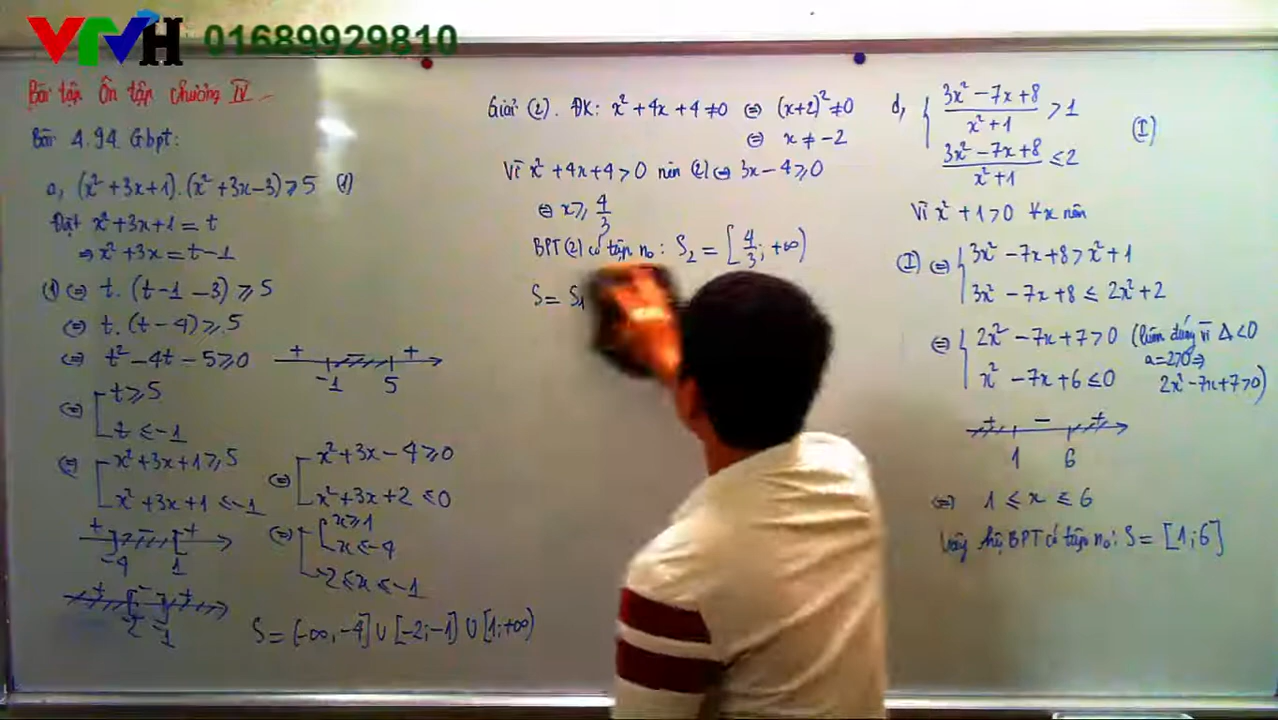 VTVH 01689929810
Bài tập Ôn tập chương IV
Bài 4.94. Gbpt:
a, (x² + 3x + 1).(x² + 3x - 3) ≥ 5 (1)
Đặt x² + 3x + 1 = t
⇒ x² + 3x = t - 1
(1) ⇔ t. (t - 1 - 3) ≥ 5
⇔ t. (t - 4) ≥ 5
⇔ t² - 4t - 5 ≥ 0
+ - +
-1 5
⇔ [ t ≥ 5
t ≤ -1
⇔ [ x² + 3x + 1 ≥ 5
x² + 3x + 1 ≤ -1
⇔ [ x² + 3x - 4 ≥ 0
x² + 3x + 2 ≤ 0
+ - +
-4 1
⇔ [ [ x ≥ 1
x ≤ -4
-2 ≤ x ≤ -1
+ - +
-2 -1
S = (-∞; -4] ∪ [-2; -1] ∪ [1; +∞)
Giải (2). ĐK: x² + 4x + 4 ≠ 0 ⇔ (x+2)² ≠ 0
⇔ x ≠ -2
Vì x² + 4x + 4 > 0 nên (2) ⇔ 3x - 4 ≥ 0
⇔ x ≥ 4/3
BPT (2) có tập n₀: S₂ = [4/3; +∞)
S = S₁
d, { (3x² - 7x + 8)/(x² + 1) > 1
(3x² - 7x + 8)/(x² + 1) ≤ 2 (I)
Vì x² + 1 > 0 ∀x nên
(I) ⇔ { 3x² - 7x + 8 > x² + 1
3x² - 7x + 8 ≤ 2x² + 2
⇔ { 2x² - 7x + 7 > 0 (luôn đúng vì Δ < 0
x² - 7x + 6 ≤ 0 a = 2 > 0 ⇒
2x² - 7x + 7 > 0)
+ - +
1 6
⇔ 1 ≤ x ≤ 6
Vậy hệ BPT có tập n₀: S = [1; 6]